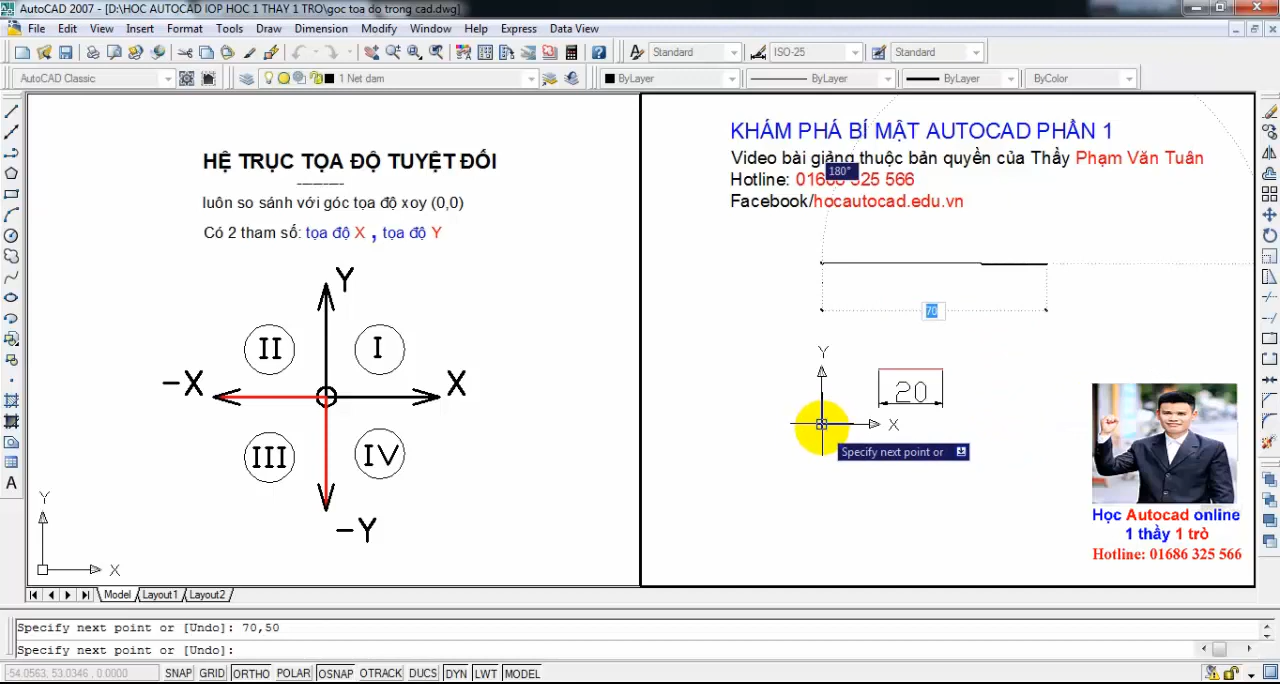 AutoCAD 2007 - [D:\HOC AUTOCAD lOP HOC 1 THAY 1 TRO\goc toa do trong cad.dwg]
File Edit View Insert Format Tools Draw Dimension Modify Window Help Express Data View
Standard ISO-25 Standard
AutoCAD Classic 1 Net dam ByLayer ByLayer ByLayer ByColor
HỆ TRỤC TỌA ĐỘ TUYỆT ĐỐI
luôn so sánh với góc tọa độ xoy (0,0)
Có 2 tham số: tọa độ X , tọa độ Y
Y
II I
-X X
III IV
-Y
Y
X
KHÁM PHÁ BÍ MẬT AUTOCAD PHẦN 1
Video bài giảng thuộc bản quyền của Thầy Phạm Văn Tuân
180°
Hotline: 01686 325 566
Facebook/hocautocad.edu.vn
70
Y
20
X
Specify next point or
Học Autocad online
1 thầy 1 trò
Hotline: 01686 325 566
Model Layout1 Layout2
Specify next point or [Undo]: 70,50
Specify next point or [Undo]:
54.0563, 53.0346 , 0.0000 SNAP GRID ORTHO POLAR OSNAP OTRACK DUCS DYN LWT MODEL